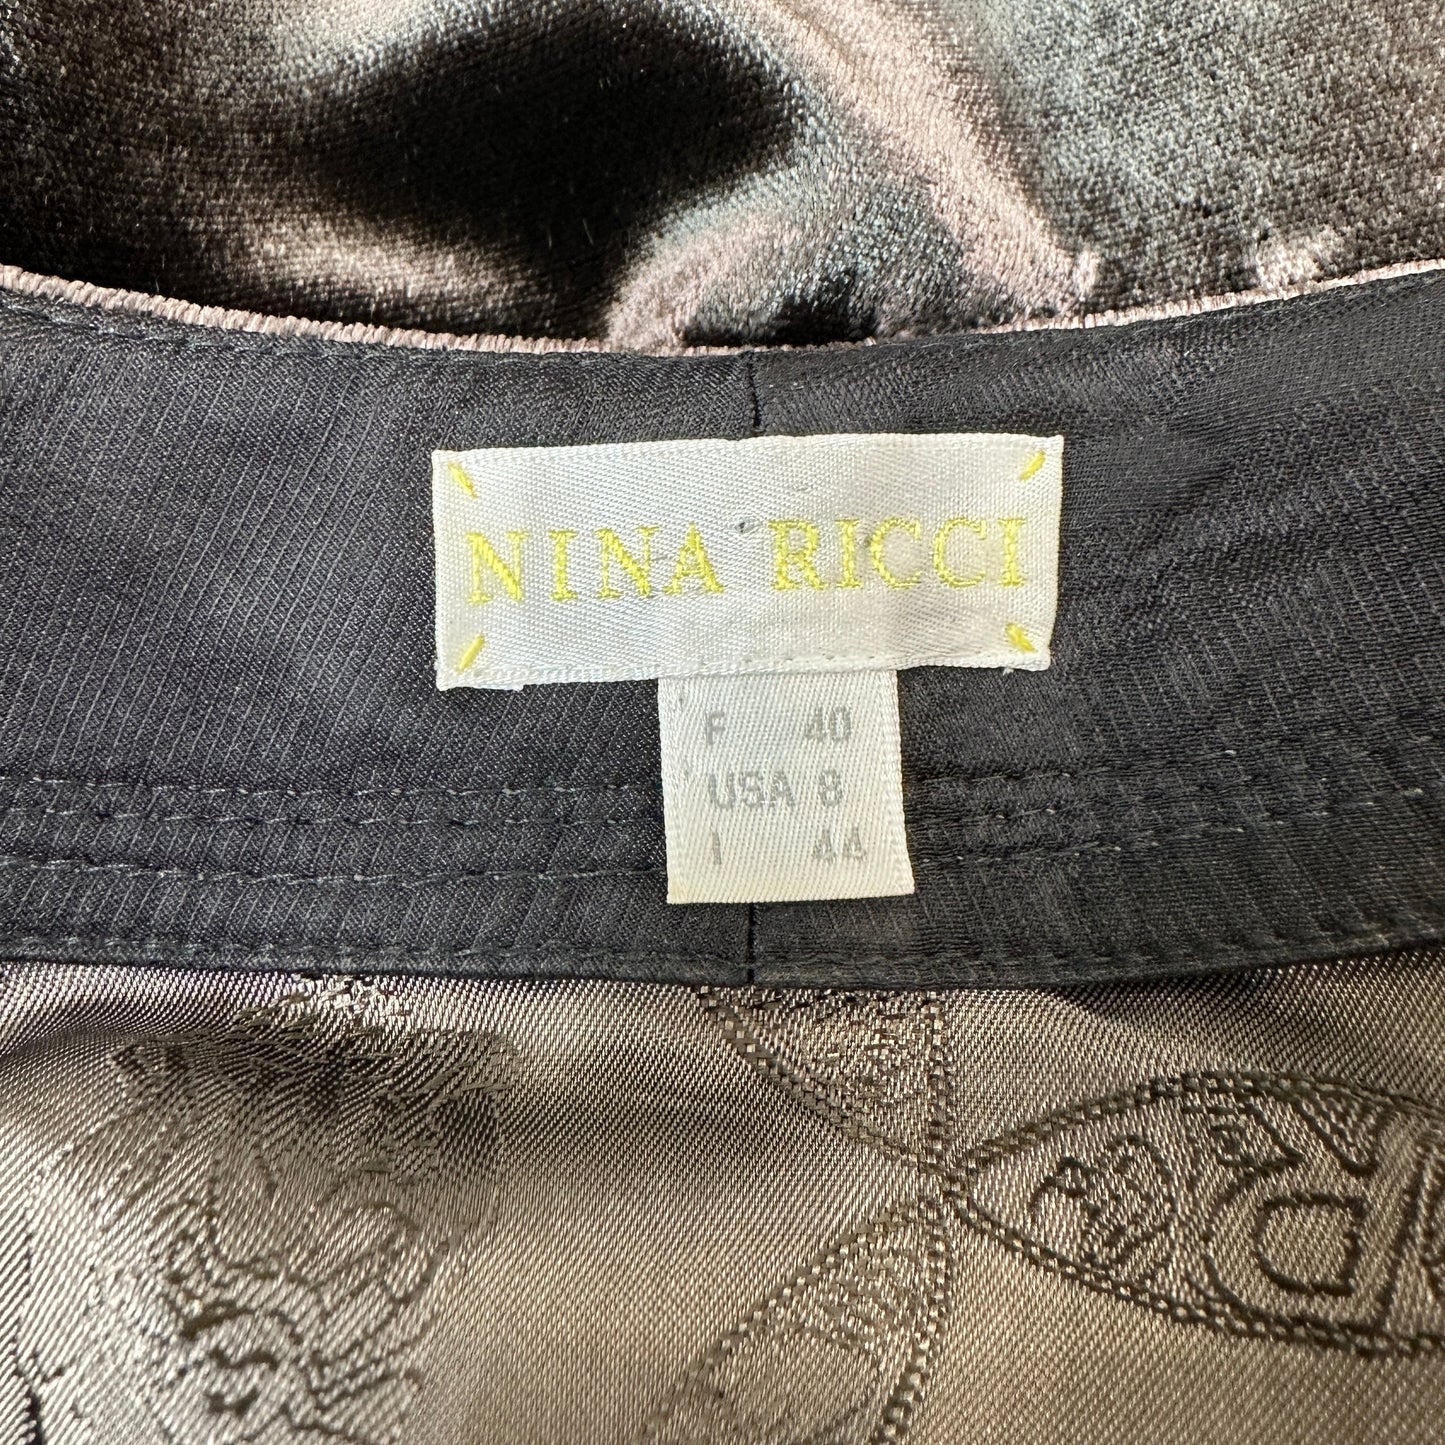 NINA RICCI
F 40
USA 8
I 44